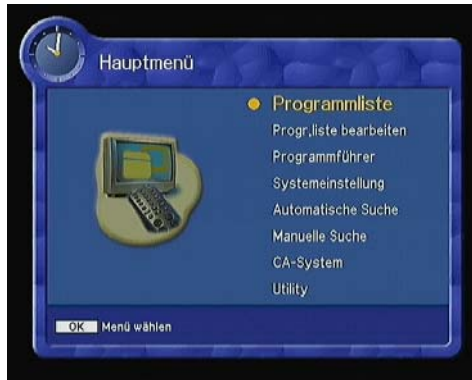 Hauptmenü
Programmliste
Progr,liste bearbeiten
Programmführer
Systemeinstellung
Automatische Suche
Manuelle Suche
CA-System
Utility
OK Menü wählen